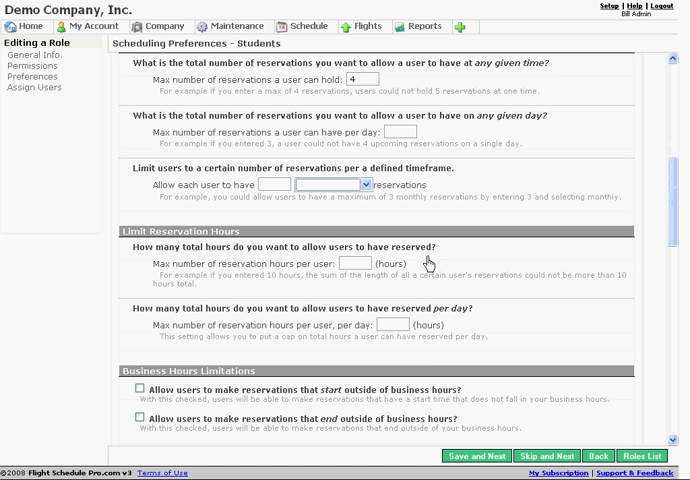 Demo Company, Inc.
Setup | Help | Logout
Bill Admin
Home My Account Company Maintenance Schedule Flights Reports
Editing a Role
General Info.
Permissions
Preferences
Assign Users
Scheduling Preferences - Students
What is the total number of reservations you want to allow a user to have at any given time?
Max number of reservations a user can hold: 4
For example if you enter a max of 4 reservations, users could not hold 5 reservations at one time.
What is the total number of reservations you want to allow a user to have on any given day?
Max number of reservations a user can have per day:
For example if you entered 3, a user could not have 4 upcoming reservations on a single day.
Limit users to a certain number of reservations per a defined timeframe.
Allow each user to have reservations
For example, you could allow users to have a maximum of 3 monthly reservations by entering 3 and selecting monthly.
Limit Reservation Hours
How many total hours do you want to allow users to have reserved?
Max number of reservation hours per user: (hours)
For example if you entered 10 hours, the sum of the length of all a certain user's reservations could not be more than 10
hours total.
How many total hours do you want to allow users to have reserved per day?
Max number of reservation hours per user, per day: (hours)
This setting allows you to put a cap on total hours a user can have reserved per day.
Business Hours Limitations
Allow users to make reservations that start outside of business hours?
With this checked, users will be able to make reservations that have a start time that does not fall in your business hours.
Allow users to make reservations that end outside of business hours?
With this checked, users will be able to make reservations that end outside of your business hours.
Save and Next Skip and Next Back Roles List
©2008 Flight Schedule Pro.com v3 Terms of Use
My Subscription | Support & Feedback